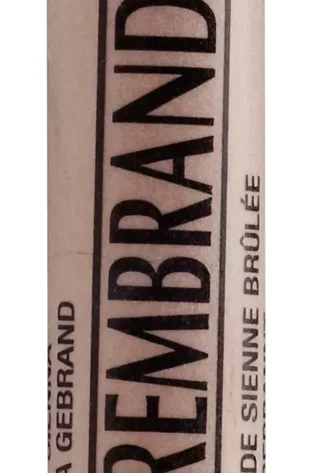 A GEBRAND
REMBRAND
DE SIENNE BRÛLÉE